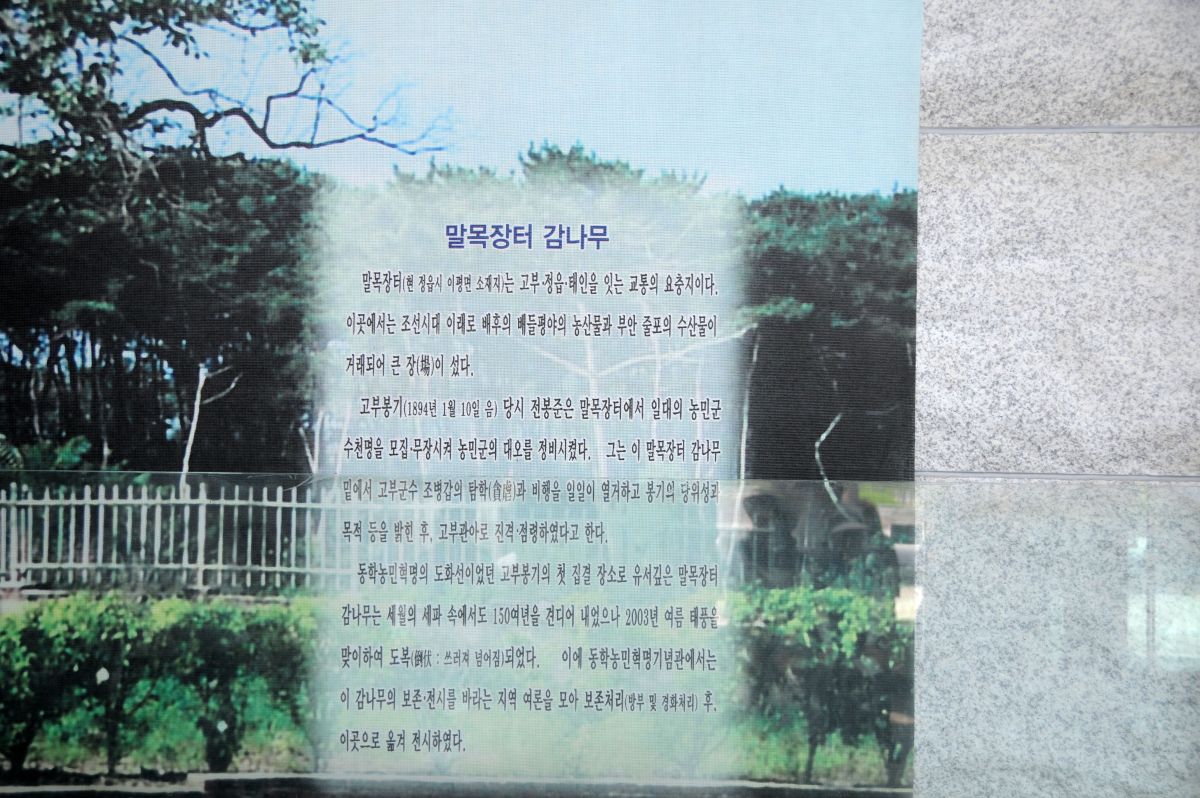 말목장터 감나무
말목장터(현 정읍시 이평면 소재지)는 고부·정읍·태인을 잇는 교통의 요충지이다.
이곳에서는 조선시대 이래로 배후의 배들평야의 농산물과 부안 줄포의 수산물이
거래되어 큰 장(場)이 섰다.
고부봉기(1894년 1월 10일 음) 당시 전봉준은 말목장터에서 일대의 농민군
수천명을 모집·무장시켜 농민군의 대오를 정비시켰다. 그는 이 말목장터 감나무
밑에서 고부군수 조병갑의 탐학(貪虐)과 비행을 일일이 열거하고 봉기의 당위성과
목적 등을 밝힌 후, 고부관아로 진격·점령하였다고 한다.
동학농민혁명의 도화선이었던 고부봉기의 첫 집결 장소로 유서깊은 말목장터
감나무는 세월의 세파 속에서도 150여년을 견디어 내었으나 2003년 여름 태풍을
맞이하여 도복(倒伏 : 쓰러져 넘어짐)되었다. 이에 동학농민혁명기념관에서는
이 감나무의 보존·전시를 바라는 지역 여론을 모아 보존처리(방부 및 경화처리) 후,
이곳으로 옮겨 전시하였다.